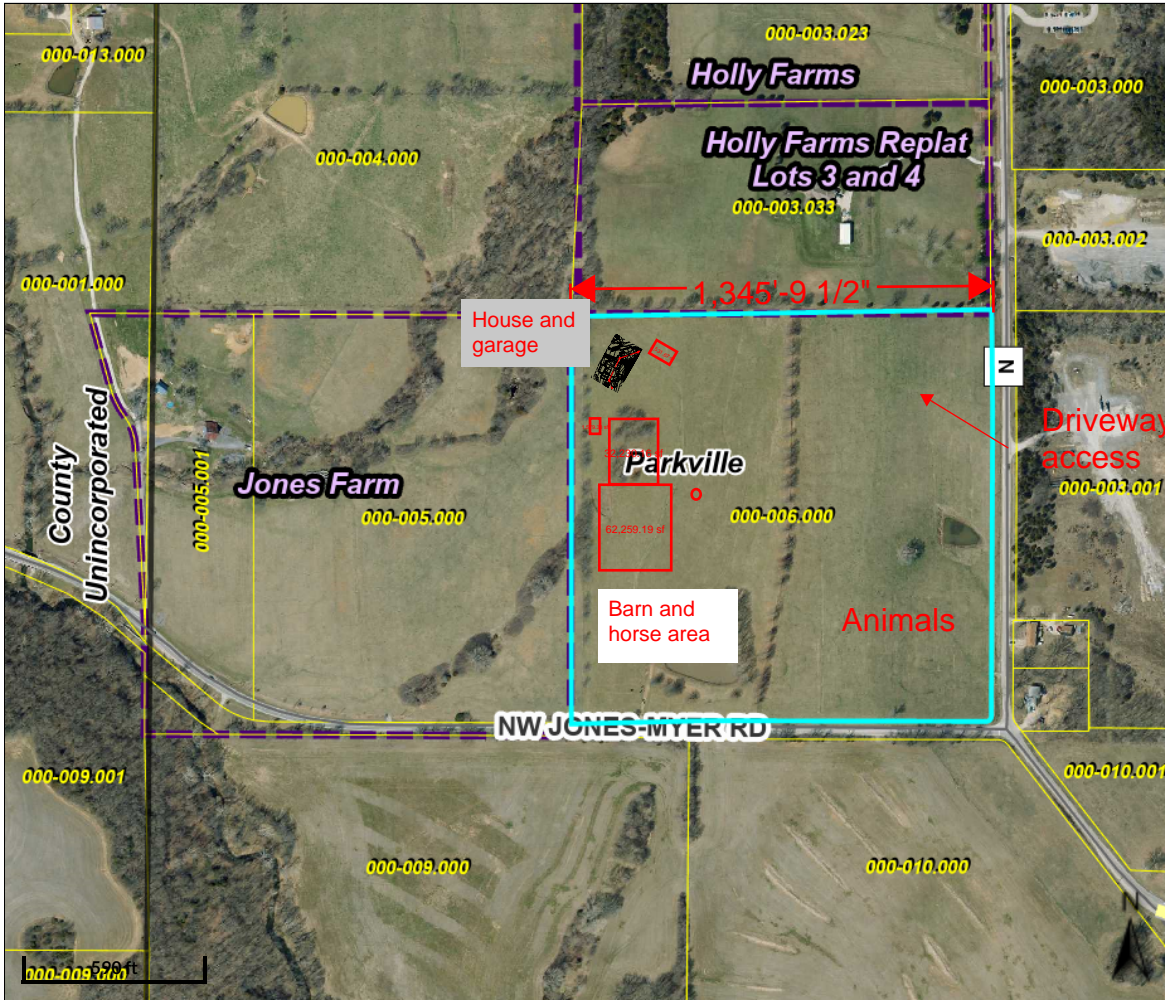 000-013.000
000-003.023
Holly Farms
000-003.000
000-004.000
Holly Farms Replat
Lots 3 and 4
000-003.033
000-003.002
000-001.000
1,345'-9 1/2"
House and
garage
N
Driveway
access
Parkville
000-003.001
Jones Farm
000-005.000
000-006.000
62,259.19 sf
County
Unincorporated
000-005.001
Barn and
horse area
Animals
NW JONES-MYER RD
000-009.001
000-010.001
000-009.000
000-010.000
N
000-009.000